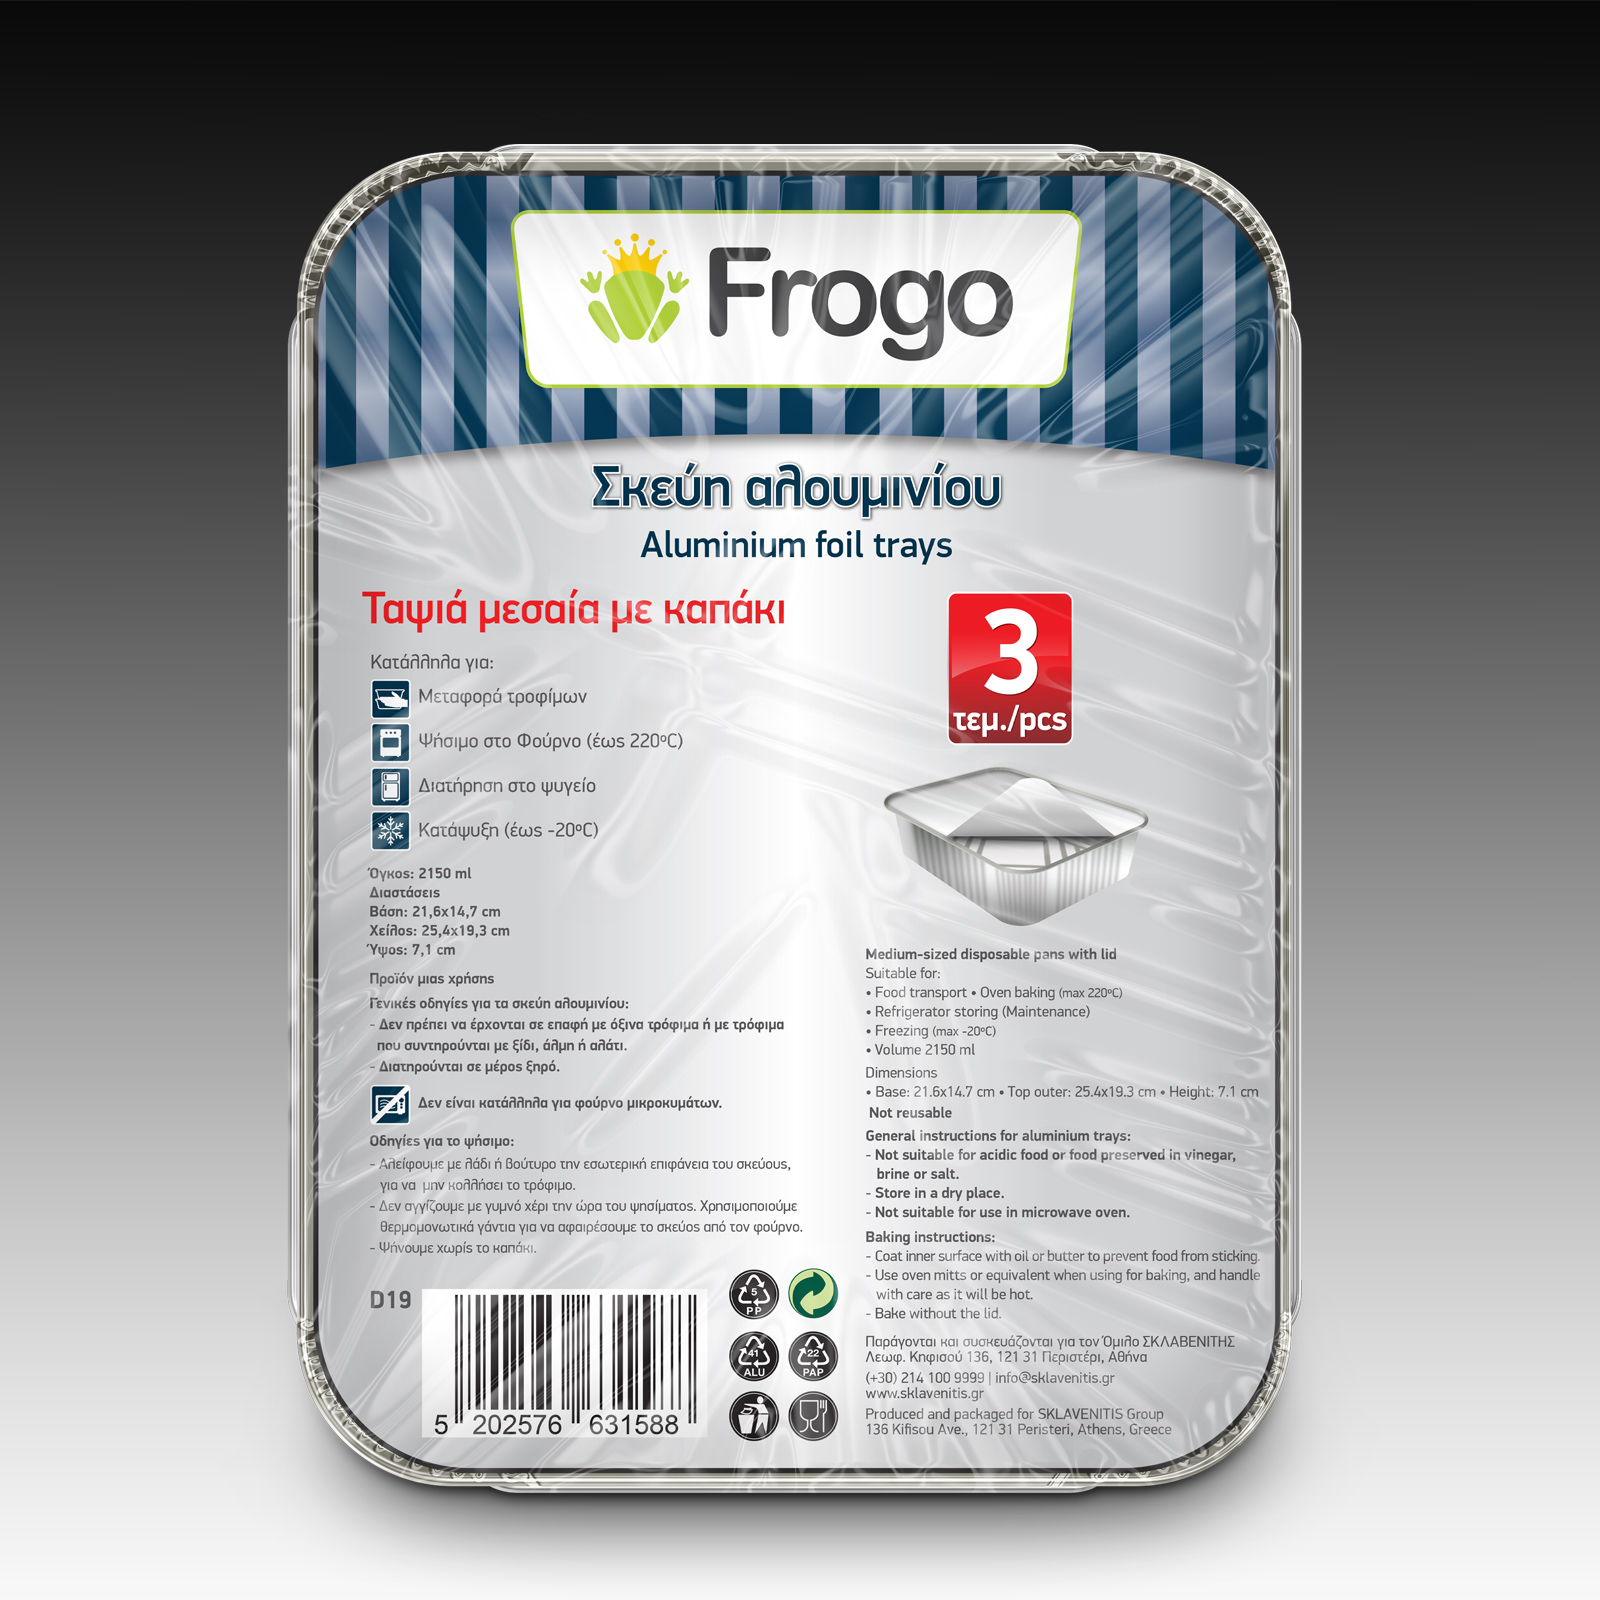 Frogo
Σκεύη αλουμινίου
Aluminium foil trays
Ταψιά μεσαία με καπάκι
Κατάλληλα για:
Μεταφορά τροφίμων
Ψήσιμο στο Φούρνο (έως 220ºC)
Διατήρηση στο ψυγείο
Κατάψυξη (έως -20ºC)
Όγκος: 2150 ml
Διαστάσεις
Βάση: 21,6x14,7 cm
Χείλος: 25,4x19,3 cm
Ύψος: 7,1 cm
Προϊόν μιας χρήσης
Γενικές οδηγίες για τα σκεύη αλουμινίου:
- Δεν πρέπει να έρχονται σε επαφή με όξινα τρόφιμα ή με τρόφιμα
που συντηρούνται με ξίδι, άλμη ή αλάτι.
- Διατηρούνται σε μέρος ξηρό.
Δεν είναι κατάλληλα για φούρνο μικροκυμάτων.
Οδηγίες για το ψήσιμο:
- Αλείφουμε με λάδι ή βούτυρο την εσωτερική επιφάνεια του σκεύους,
για να μην κολλήσει το τρόφιμο.
- Δεν αγγίζουμε με γυμνό χέρι την ώρα του ψησίματος. Χρησιμοποιούμε
θερμομονωτικά γάντια για να αφαιρέσουμε το σκεύος από τον φούρνο.
- Ψήνουμε χωρίς το καπάκι.
D19
5 202576 631588
5
PP
41
ALU
22
PAP
3
τεμ./pcs
Medium-sized disposable pans with lid
Suitable for:
• Food transport • Oven baking (max 220ºC)
• Refrigerator storing (Maintenance)
• Freezing (max -20ºC)
• Volume 2150 ml
Dimensions
• Base: 21.6x14.7 cm • Top outer: 25.4x19.3 cm • Height: 7.1 cm
Not reusable
General instructions for aluminium trays:
- Not suitable for acidic food or food preserved in vinegar,
brine or salt.
- Store in a dry place.
- Not suitable for use in microwave oven.
Baking instructions:
- Coat inner surface with oil or butter to prevent food from sticking.
- Use oven mitts or equivalent when using for baking, and handle
with care as it will be hot.
- Bake without the lid.
Παράγονται και συσκευάζονται για τον Όμιλο ΣΚΛΑΒΕΝΙΤΗΣ
Λεωφ. Κηφισού 136, 121 31 Περιστέρι, Αθήνα
(+30) 214 100 9999 | info@sklavenitis.gr
www.sklavenitis.gr
Produced and packaged for SKLAVENITIS Group
136 Kifisou Ave., 121 31 Peristeri, Athens, Greece